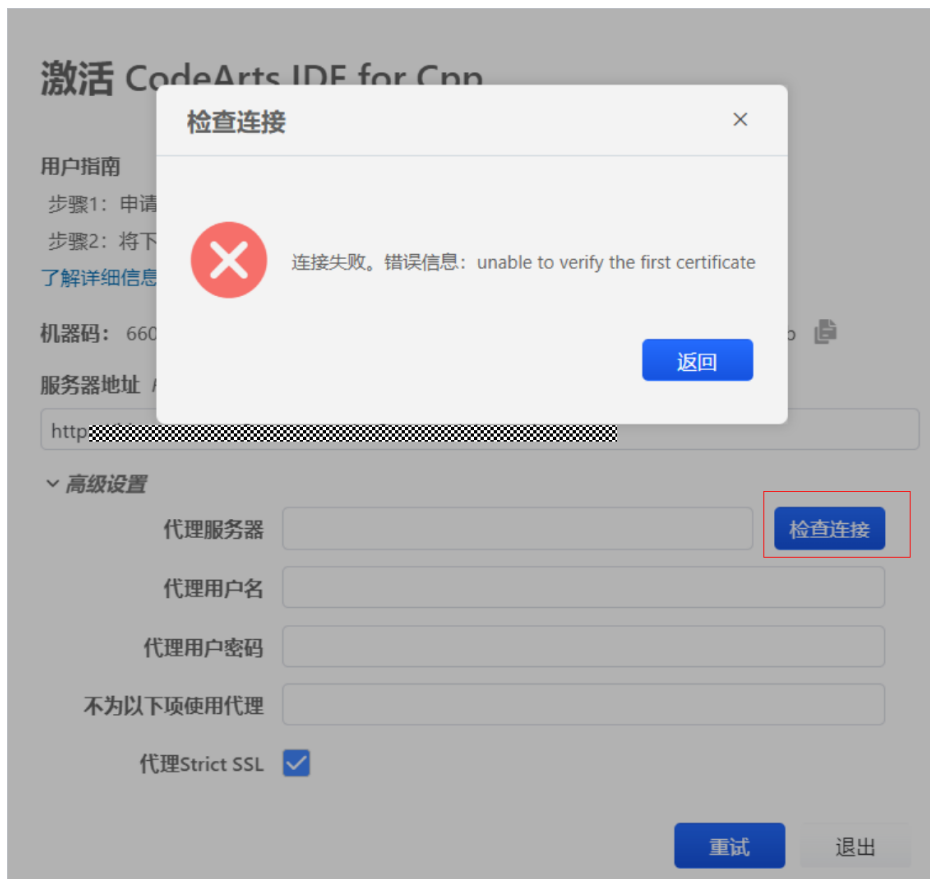 激活 CodeArts IDE for Cpp
检查连接
用户指南
步骤1：申请
步骤2：将下
了解详细信息
连接失败。错误信息：unable to verify the first certificate
机器码： 660
返回
服务器地址
http
高级设置
代理服务器
检查连接
代理用户名
代理用户密码
不为以下项使用代理
代理Strict SSL
重试 退出